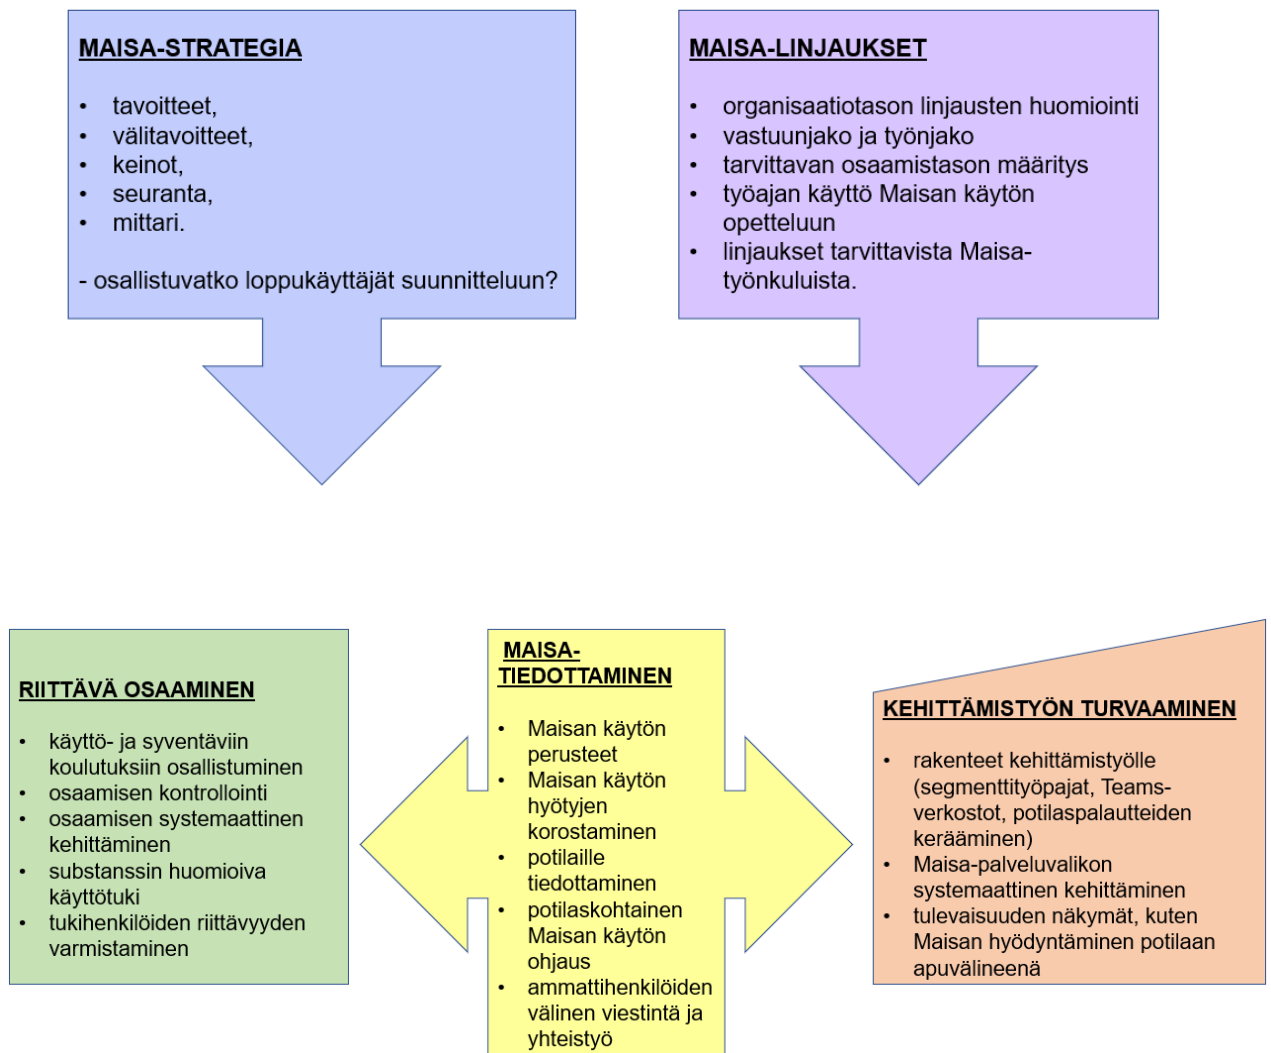 MAISA-STRATEGIA
• tavoitteet,
• välitavoitteet,
• keinot,
• seuranta,
• mittari.
- osallistuvatko loppukäyttäjät suunnitteluun?
MAISA-LINJAUKSET
• organisaatiotason linjausten huomiointi
• vastuunjako ja työnjako
• tarvittavan osaamistason määritys
• työajan käyttö Maisan käytön
opetteluun
• linjaukset tarvittavista Maisa-
työnkuluista.
RIITTÄVÄ OSAAMINEN
• käyttö- ja syventäviin
koulutuksiin osallistuminen
• osaamisen kontrollointi
• osaamisen systemaattinen
kehittäminen
• substanssin huomioiva
käyttötuki
• tukihenkilöiden riittävyyden
varmistaminen
MAISA-
TIEDOTTAMINEN
• Maisan käytön
perusteet
• Maisan käytön
hyötyjen
korostaminen
• potilaille
tiedottaminen
• potilaskohtainen
Maisan käytön
ohjaus
• ammattihenkilöiden
välinen viestintä ja
yhteistyö
KEHITTÄMISTYÖN TURVAAMINEN
• rakenteet kehittämistyölle
(segmenttityöpajat, Teams-
verkostot, potilaspalautteiden
kerääminen)
• Maisa-palveluvalikon
systemaattinen kehittäminen
• tulevaisuuden näkymät, kuten
Maisan hyödyntäminen potilaan
apuvälineenä